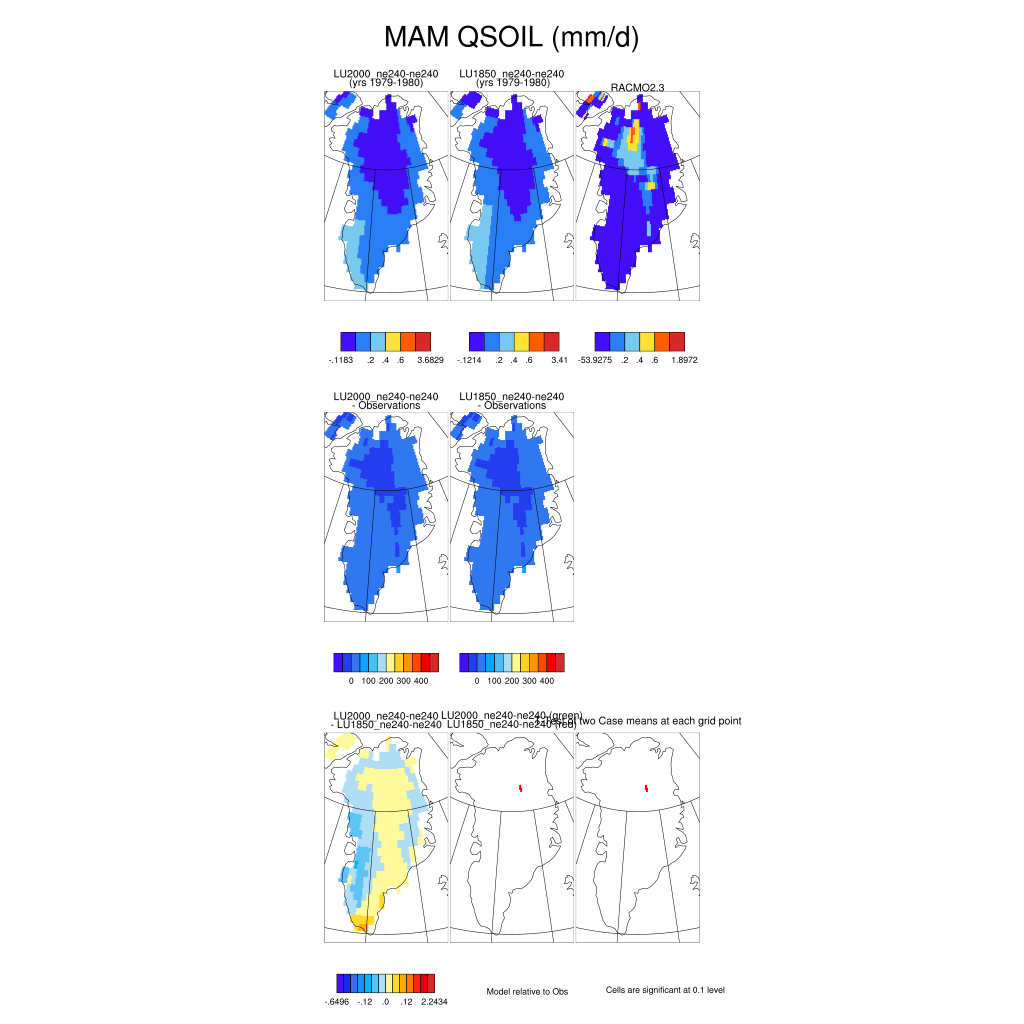 MAM QSOIL (mm/d)
LU2000_ne240-ne240
(yrs 1979-1980)
LU1850_ne240-ne240
(yrs 1979-1980)
RACMO2.3
-.1183 .2 .4 .6 3.6829
-.1214 .2 .4 .6 3.41
-53.9275 .2 .4 .6 1.8972
LU2000_ne240-ne240
- Observations
LU1850_ne240-ne240
- Observations
0 100 200 300 400
0 100 200 300 400
LU2000_ne240-ne240
- LU1850_ne240-ne240
LU2000_ne240-ne240 (green)
LU1850_ne240-ne240 (red)
of two Case means at each grid point
-.6496 -.12 .0 .12 2.2434
Model relative to Obs
Cells are significant at 0.1 level